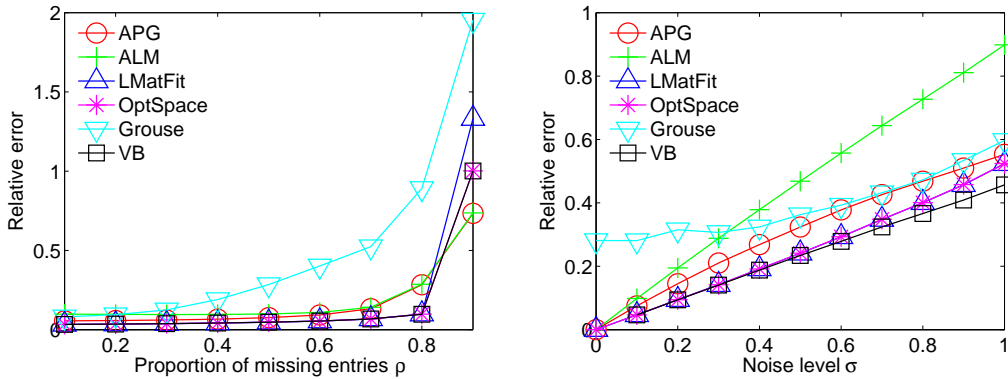 2
1.5
1
0.5
0
0.2
0.4
0.6
0.8
Relative error
Proportion of missing entries ρ
APG
ALM
LMatFit
OptSpace
Grouse
VB
1
0.8
0.6
0.4
0.2
0
0
0.2
0.4
0.6
0.8
1
Relative error
Noise level σ
APG
ALM
LMatFit
OptSpace
Grouse
VB